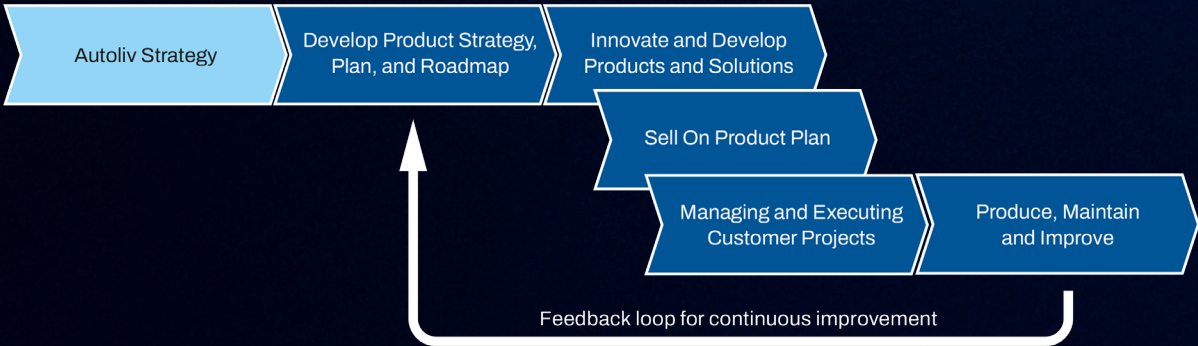 Autoliv Strategy
Develop Product Strategy,
Plan, and Roadmap
Innovate and Develop
Products and Solutions
Sell On Product Plan
Managing and Executing
Customer Projects
Produce, Maintain
and Improve
Feedback loop for continuous improvement